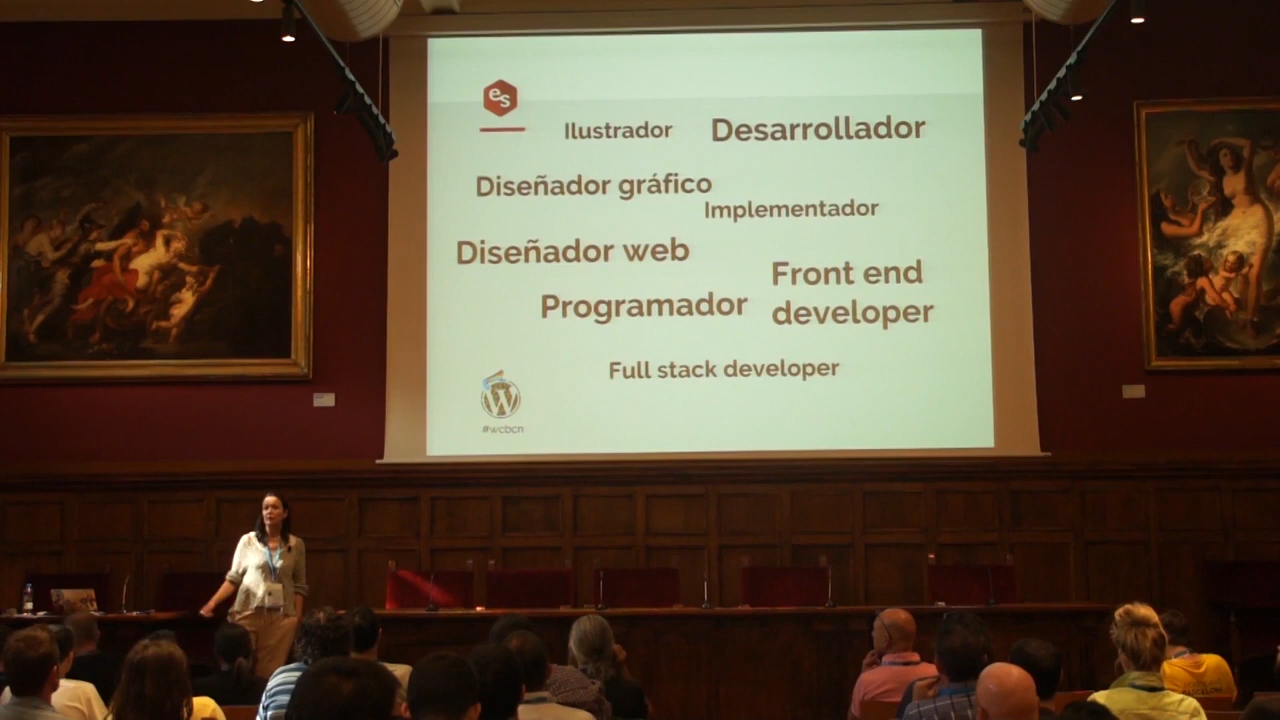 es
Ilustrador
Desarrollador
Diseñador gráfico
Implementador
Diseñador web
Front end
developer
Programador
Full stack developer
W
#wcbcn